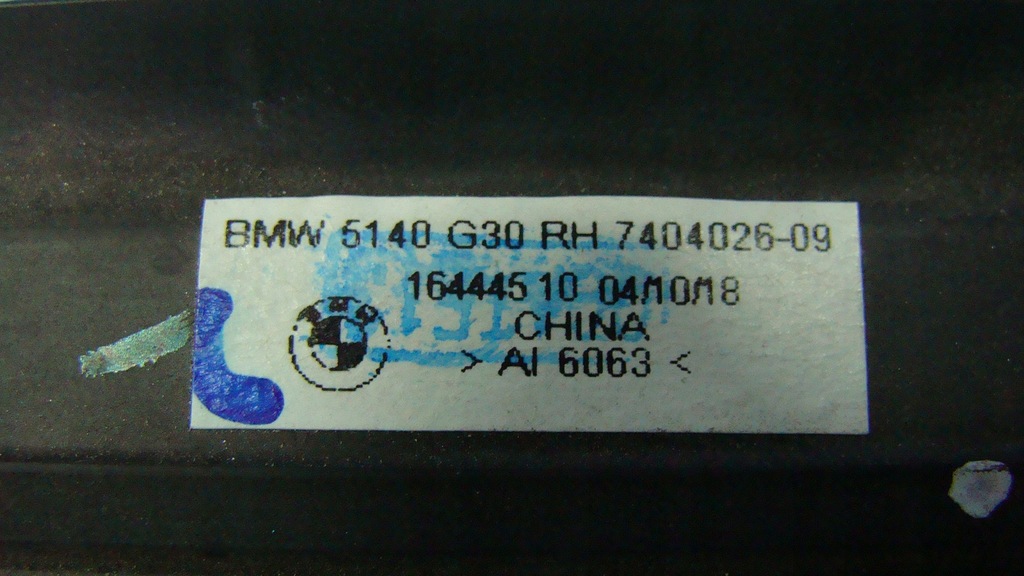 BMW 5140 G30 RH 7404026-09
16444510 04/10/18
CHINA
> Al 6063 <